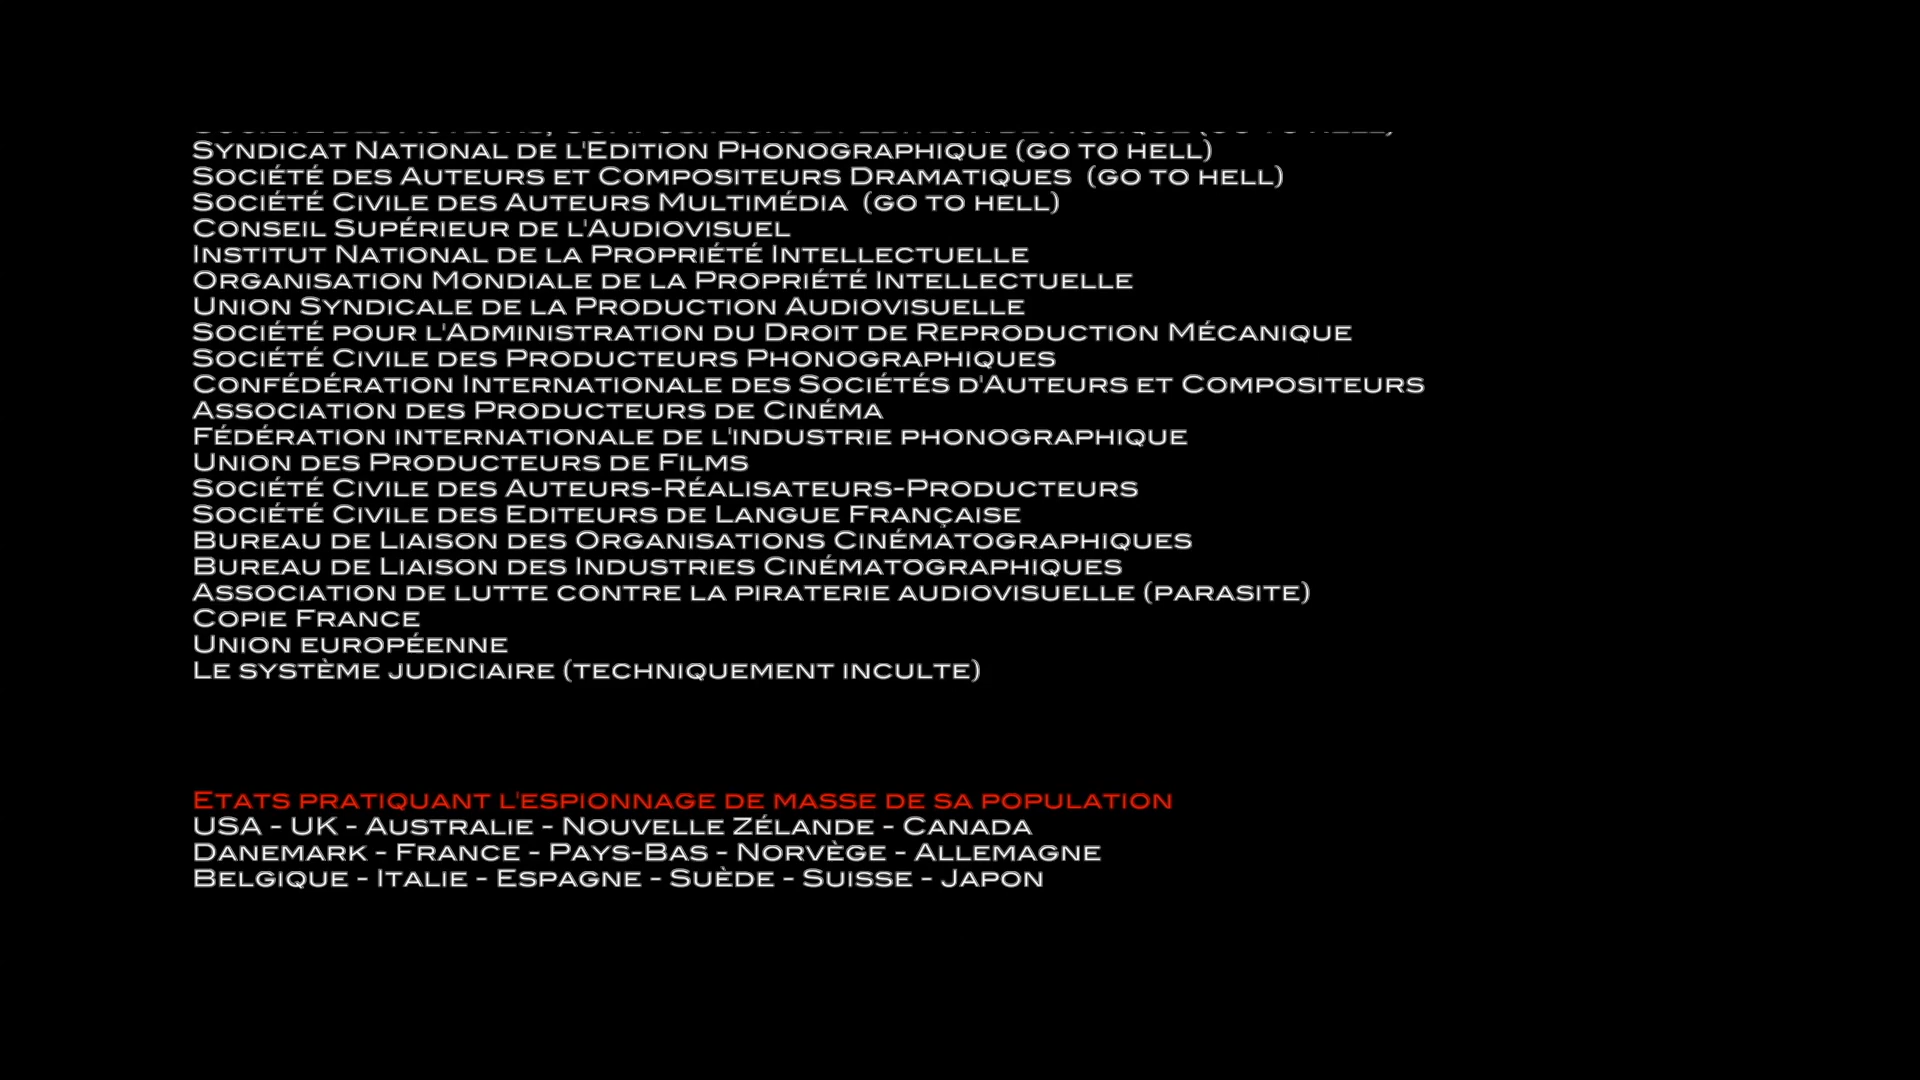 Syndicat National de l'Edition Phonographique (go to hell)
Société des Auteurs et Compositeurs Dramatiques (go to hell)
Société Civile des Auteurs Multimédia (go to hell)
Conseil Supérieur de l'Audiovisuel
Institut National de la Propriété Intellectuelle
Organisation Mondiale de la Propriété Intellectuelle
Union Syndicale de la Production Audiovisuelle
Société pour l'Administration du Droit de Reproduction Mécanique
Société Civile des Producteurs Phonographiques
Confédération Internationale des Sociétés d'Auteurs et Compositeurs
Association des Producteurs de Cinéma
Fédération internationale de l'industrie phonographique
Union des Producteurs de Films
Société Civile des Auteurs-Réalisateurs-Producteurs
Société Civile des Editeurs de Langue Française
Bureau de Liaison des Organisations Cinématographiques
Bureau de Liaison des Industries Cinématographiques
Association de lutte contre la piraterie audiovisuelle (parasite)
Copie France
Union européenne
Le système judiciaire (techniquement inculte)
Etats pratiquant l'espionnage de masse de sa population
USA - UK - Australie - Nouvelle Zélande - Canada
Danemark - France - Pays-Bas - Norvège - Allemagne
Belgique - Italie - Espagne - Suède - Suisse - Japon